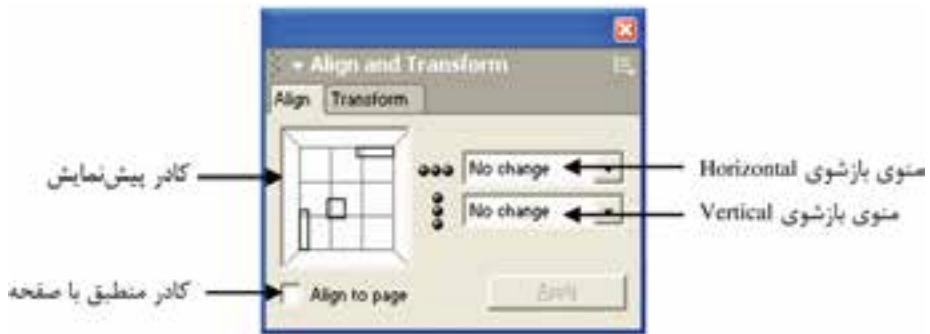 Align and Transform
Align Transform
No change
No change
Align to page
Apply
منوی بازشوی Horizontal
منوی بازشوی Vertical
کادر پیش‌نمایش
کادر منطبق با صفحه